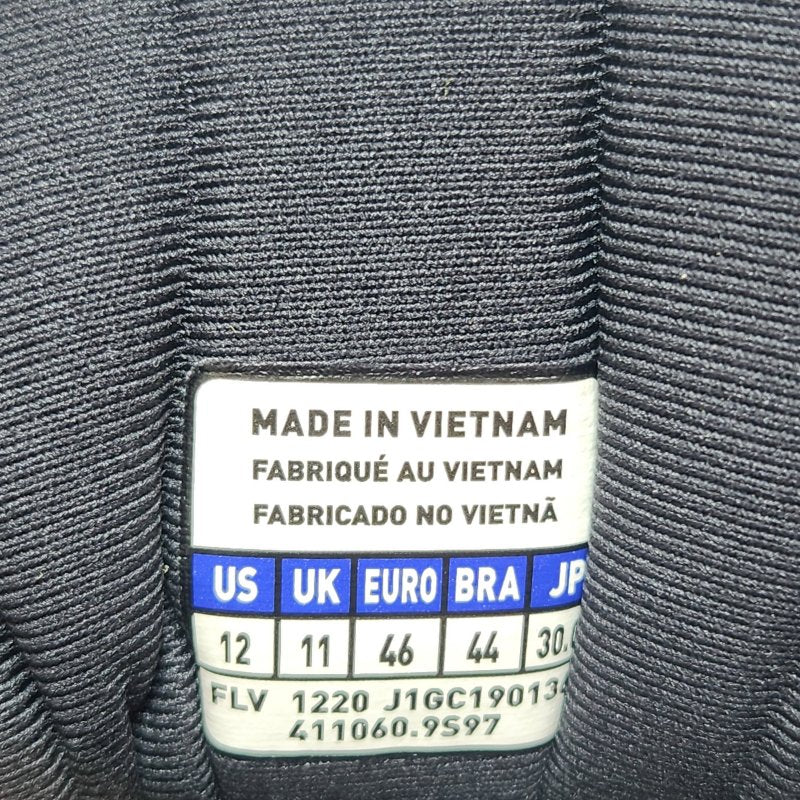 MADE IN VIETNAM
FABRIQUÉ AU VIETNAM
FABRICADO NO VIETNÃ
US UK EURO BRA JP
12 11 46 44
FLV 1220
411060.9S97